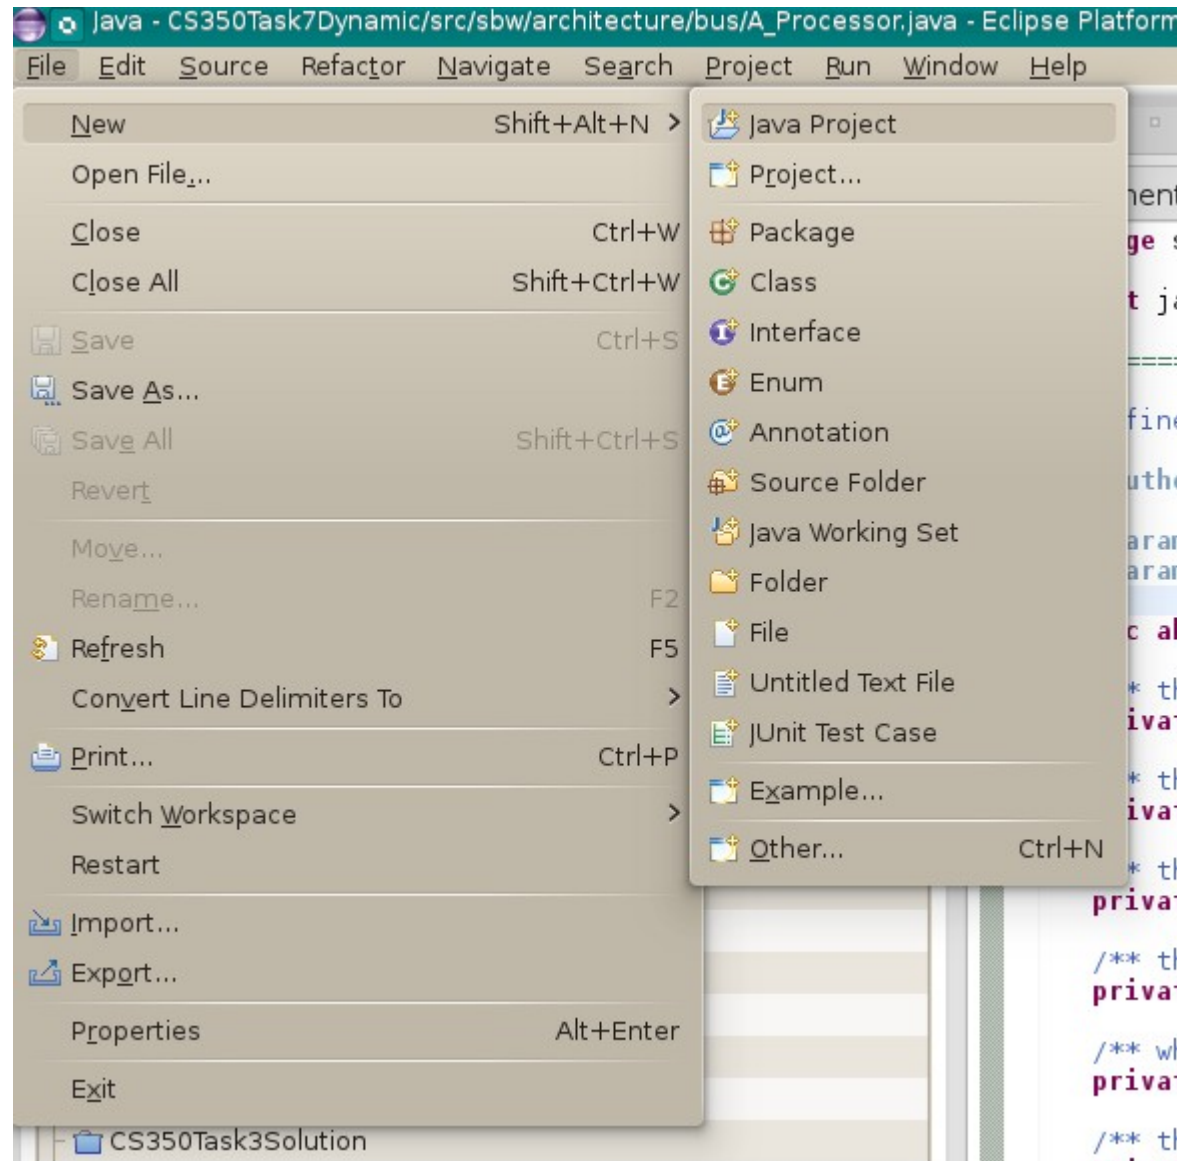 Java - CS350Task7Dynamic/src/sbw/architecture/bus/A_Processor.java - Eclipse Platform
File Edit Source Refactor Navigate Search Project Run Window Help
New Shift+Alt+N >
Open File...
Close Ctrl+W
Close All Shift+Ctrl+W
Save Ctrl+S
Save As...
Save All Shift+Ctrl+S
Revert
Move...
Rename... F2
Refresh F5
Convert Line Delimiters To >
Print... Ctrl+P
Switch Workspace >
Restart
Import...
Export...
Properties Alt+Enter
Exit
CS350Task3Solution
Java Project
Project...
Package
Class
Interface
Enum
Annotation
Source Folder
Java Working Set
Folder
File
Untitled Text File
JUnit Test Case
Example...
Other... Ctrl+N